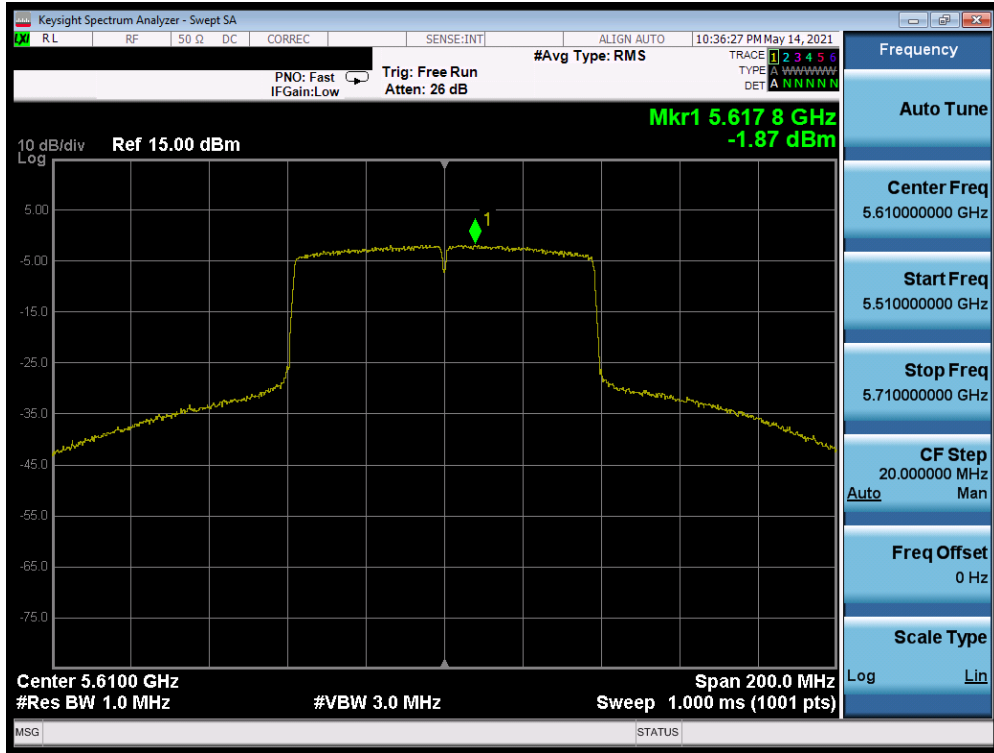 Keysight Spectrum Analyzer - Swept SA
LXI RL RF 50 Ω DC CORREC SENSE:INT ALIGN AUTO 10:36:27 PM May 14, 2021
#Avg Type: RMS
TRACE 1 2 3 4 5 6
PNO: Fast Trig: Free Run
TYPE A WWWWW
IFGain:Low Atten: 26 dB
DET A N N N N N
Mkr1 5.617 8 GHz
-1.87 dBm
10 dB/div Ref 15.00 dBm
Log
5.00
1
-5.00
-15.0
-25.0
-35.0
-45.0
-55.0
-65.0
-75.0
Center 5.6100 GHz Span 200.0 MHz
#Res BW 1.0 MHz #VBW 3.0 MHz Sweep 1.000 ms (1001 pts)
MSG STATUS
Frequency
Auto Tune
Center Freq
5.610000000 GHz
Start Freq
5.510000000 GHz
Stop Freq
5.710000000 GHz
CF Step
20.000000 MHz
Auto Man
Freq Offset
0 Hz
Scale Type
Log Lin